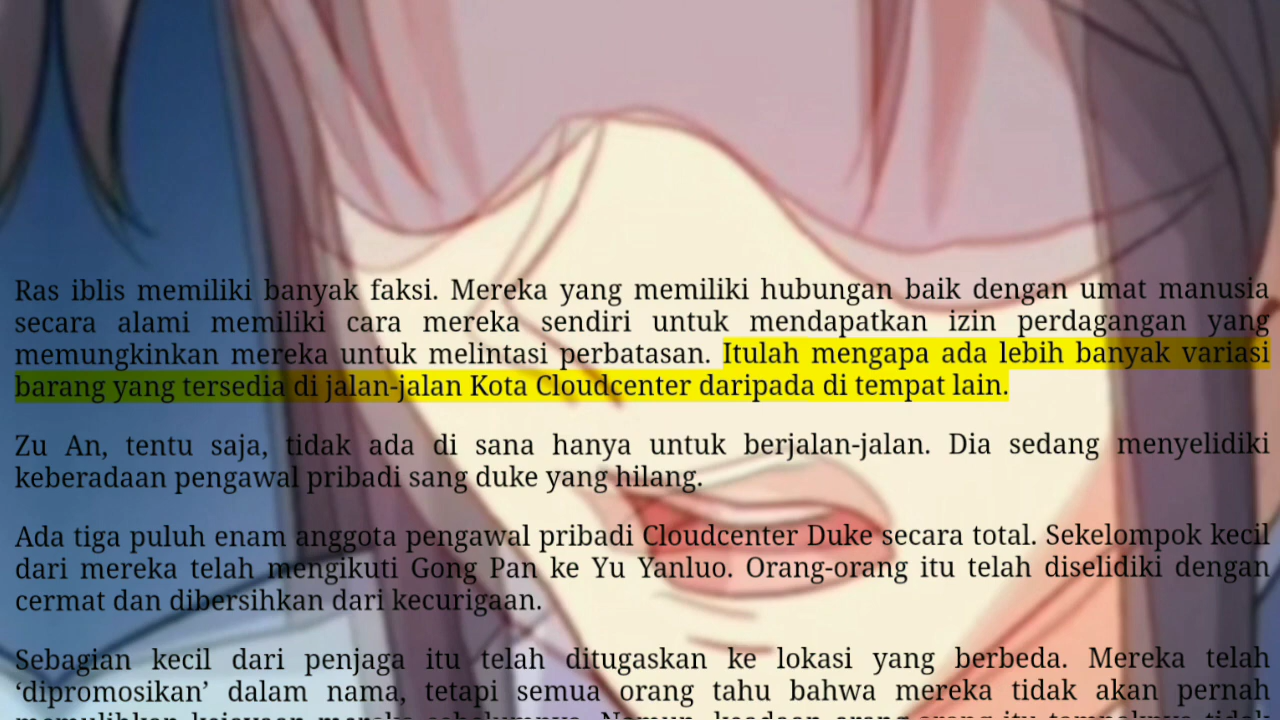 Ras iblis memiliki banyak faksi. Mereka yang memiliki hubungan baik dengan umat manusia
secara alami memiliki cara mereka sendiri untuk mendapatkan izin perdagangan yang
memungkinkan mereka untuk melintasi perbatasan. Itulah mengapa ada lebih banyak variasi
barang yang tersedia di jalan-jalan Kota Cloudcenter daripada di tempat lain.
Zu An, tentu saja, tidak ada di sana hanya untuk berjalan-jalan. Dia sedang menyelidiki
keberadaan pengawal pribadi sang duke yang hilang.
Ada tiga puluh enam anggota pengawal pribadi Cloudcenter Duke secara total. Sekelompok kecil
dari mereka telah mengikuti Gong Pan ke Yu Yanluo. Orang-orang itu telah diselidiki dengan
cermat dan dibersihkan dari kecurigaan.
Sebagian kecil dari penjaga itu telah ditugaskan ke lokasi yang berbeda. Mereka telah
‘dipromosikan’ dalam nama, tetapi semua orang tahu bahwa mereka tidak akan pernah